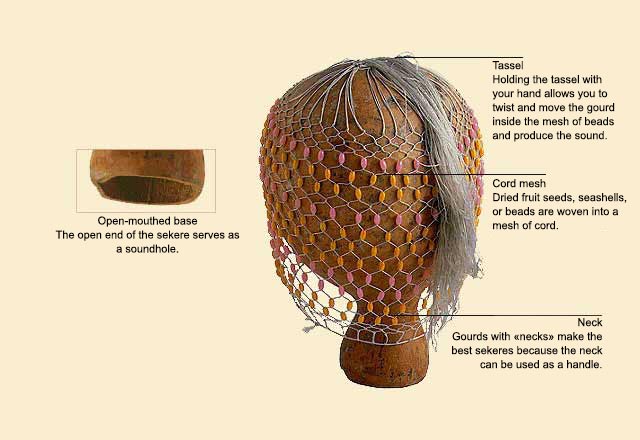 Tassel
Holding the tassel with
your hand allows you to
twist and move the gourd
inside the mesh of beads
and produce the sound.
Cord mesh
Dried fruit seeds, seashells,
or beads are woven into a
mesh of cord.
Open-mouthed base
The open end of the sekere serves as
a soundhole.
Neck
Gourds with «necks» make the
best sekeres because the neck
can be used as a handle.